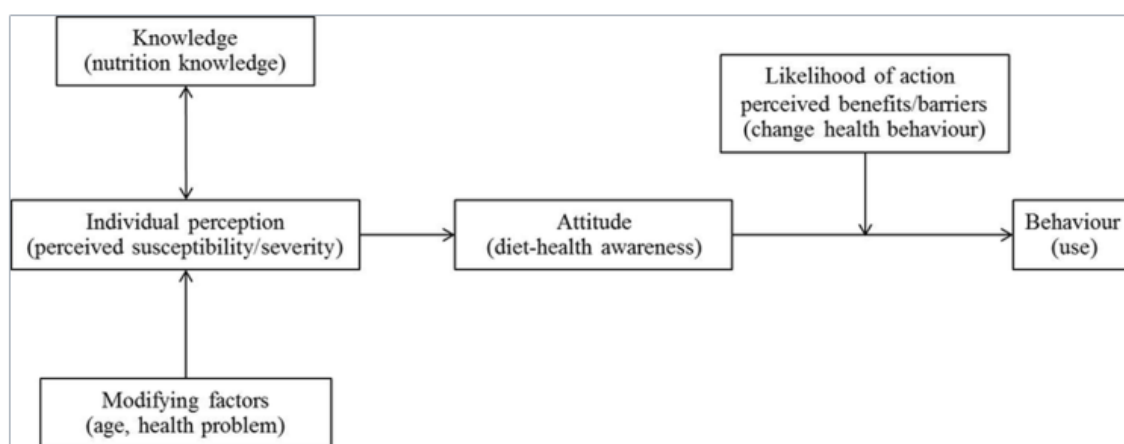 Knowledge
(nutrition knowledge)
Likelihood of action
perceived benefits/barriers
(change health behaviour)
Individual perception
(perceived susceptibility/severity)
Attitude
(diet-health awareness)
Behaviour
(use)
Modifying factors
(age, health problem)